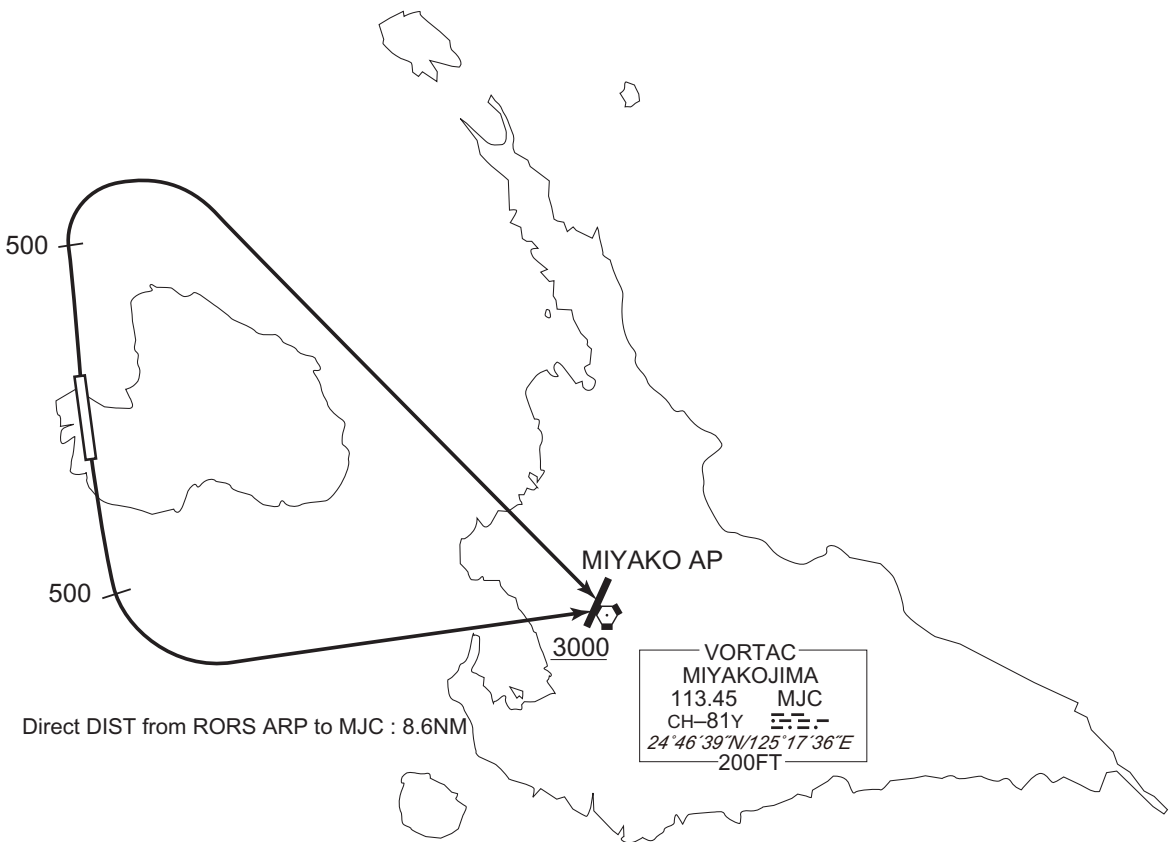 500
500
MIYAKO AP
3000
VORTAC
MIYAKOJIMA
113.45 MJC
CH–81Y
24°46´39˝N/125°17´36˝E
200FT
Direct DIST from RORS ARP to MJC : 8.6NM